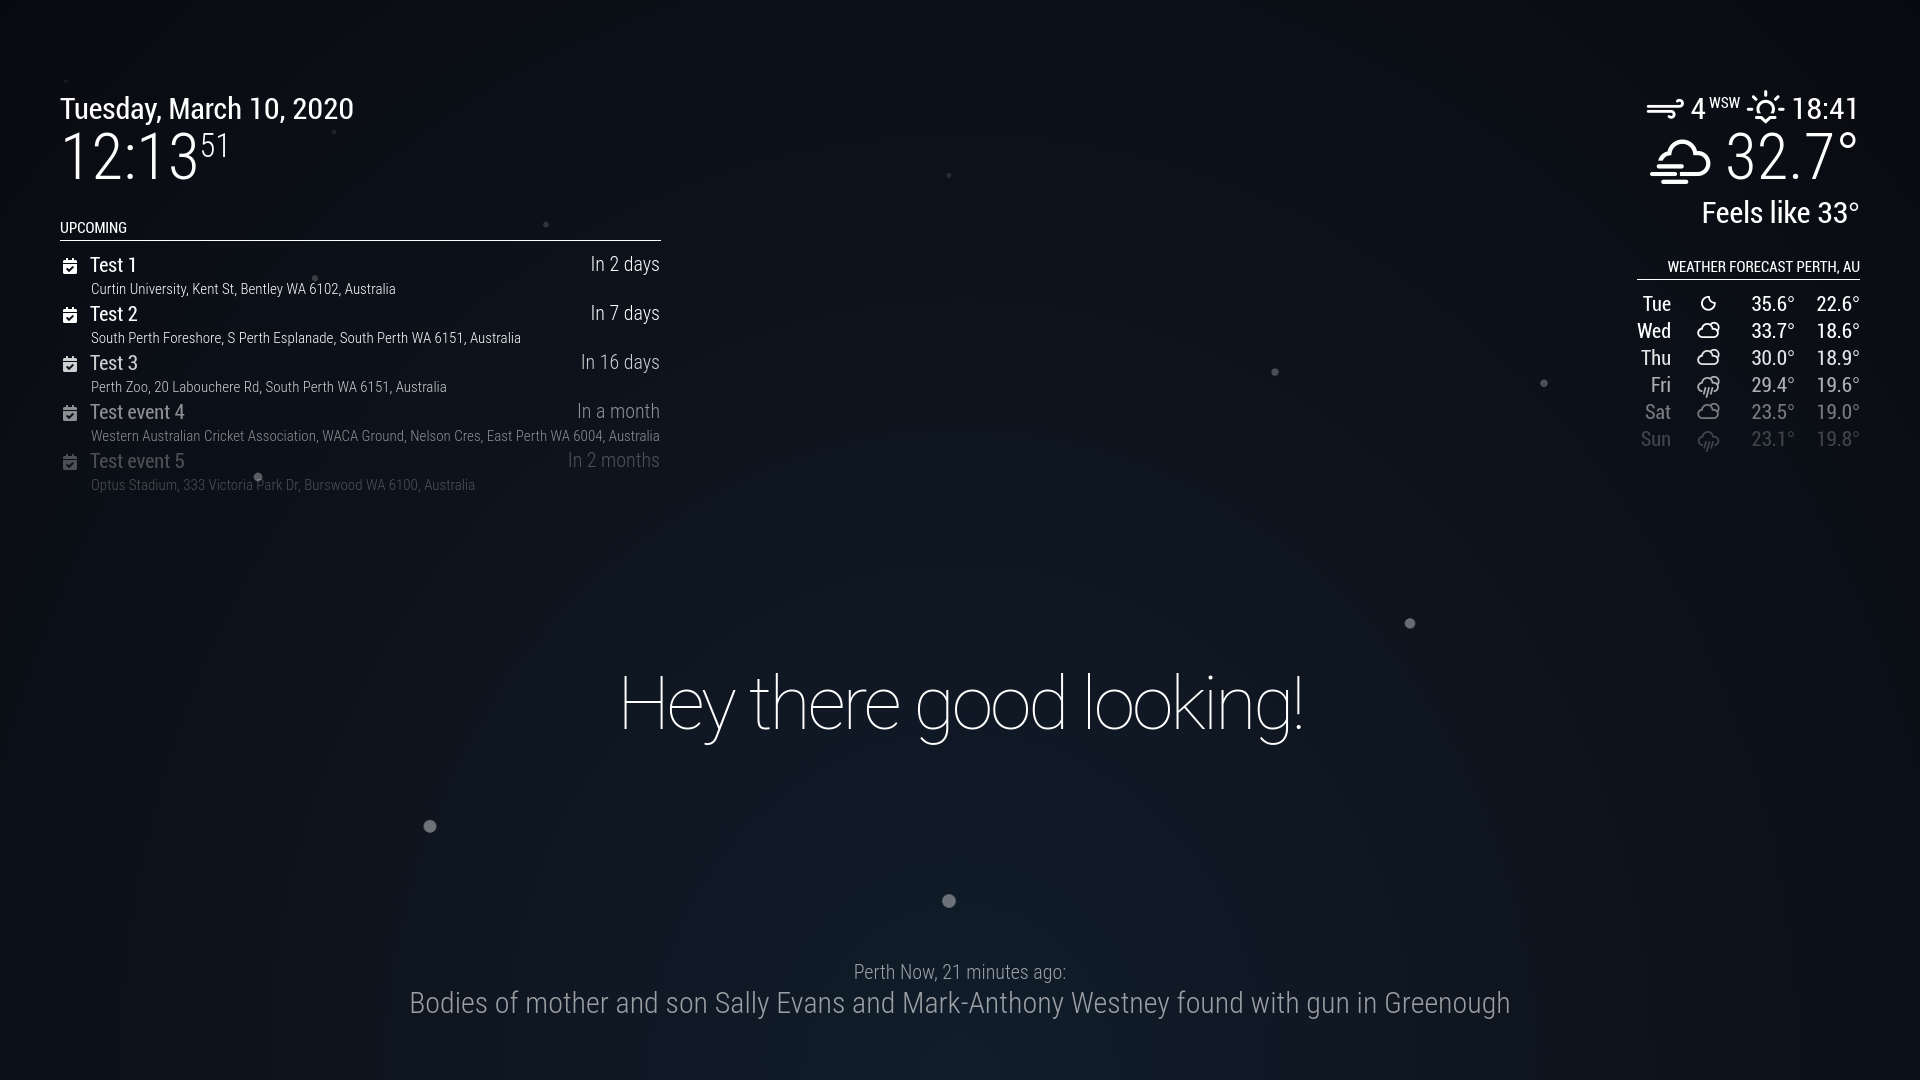 Tuesday, March 10, 2020
12:13 51
UPCOMING
Test 1 In 2 days
Curtin University, Kent St, Bentley WA 6102, Australia
Test 2 In 7 days
South Perth Foreshore, S Perth Esplanade, South Perth WA 6151, Australia
Test 3 In 16 days
Perth Zoo, 20 Labouchere Rd, South Perth WA 6151, Australia
Test event 4 In a month
Western Australian Cricket Association, WACA Ground, Nelson Cres, East Perth WA 6004, Australia
Test event 5 In 2 months
Optus Stadium, 333 Victoria Park Dr, Burswood WA 6100, Australia
4 WSW 18:41
32.7°
Feels like 33°
WEATHER FORECAST PERTH, AU
Tue 35.6° 22.6°
Wed 33.7° 18.6°
Thu 30.0° 18.9°
Fri 29.4° 19.6°
Sat 23.5° 19.0°
Sun 23.1° 19.8°
Hey there good looking!
Perth Now, 21 minutes ago:
Bodies of mother and son Sally Evans and Mark-Anthony Westney found with gun in Greenough